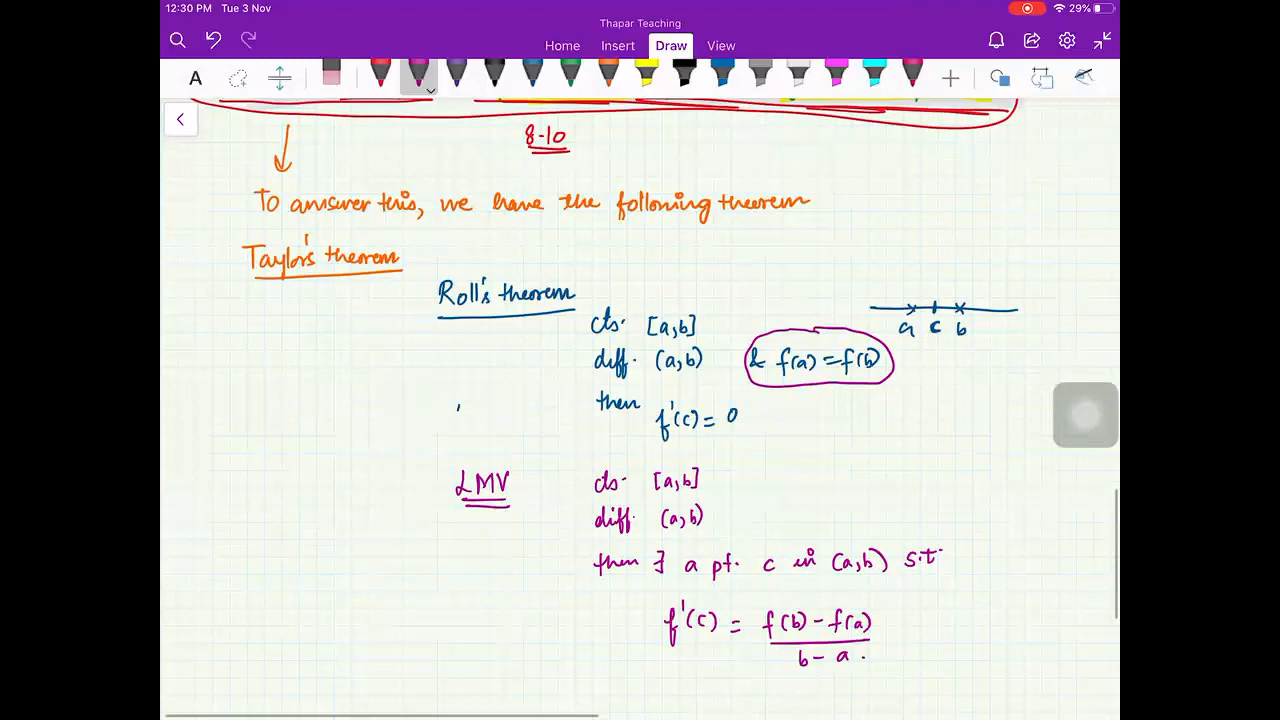 12:30 PM Tue 3 Nov
29%
Thapar Teaching
Home Insert Draw View
A
8-10
To answer this, we have the following theorem
Taylor's theorem
Roll's theorem
cts. [a,b]
a c b
diff. (a,b) & f(a) = f(b)
then
f'(c) = 0
LMV cts. [a,b]
diff. (a,b)
then ∃ a pt. c in (a,b) s.t.
f'(c) = f(b) - f(a)
b - a .